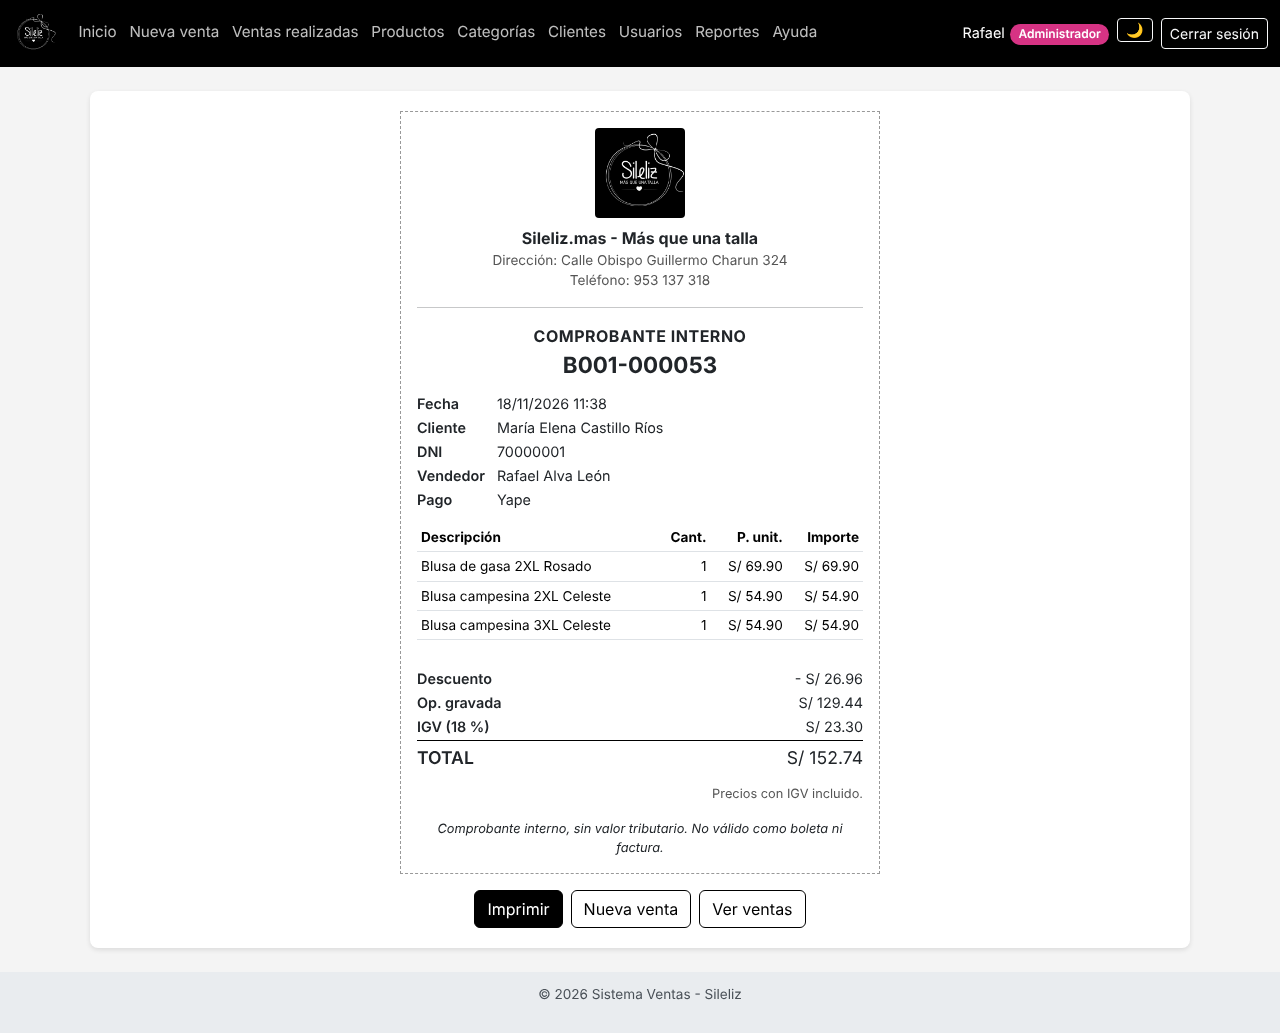 Sileliz
Inicio Nueva venta Ventas realizadas Productos Categorías Clientes Usuarios Reportes Ayuda Rafael Administrador Cerrar sesión
Sileliz
MÁS QUE UNA TALLA
Sileliz.mas - Más que una talla
Dirección: Calle Obispo Guillermo Charun 324
Teléfono: 953 137 318
COMPROBANTE INTERNO
B001-000053
Fecha 18/11/2026 11:38
Cliente María Elena Castillo Ríos
DNI 70000001
Vendedor Rafael Alva León
Pago Yape
Descripción Cant. P. unit. Importe
Blusa de gasa 2XL Rosado 1 S/ 69.90 S/ 69.90
Blusa campesina 2XL Celeste 1 S/ 54.90 S/ 54.90
Blusa campesina 3XL Celeste 1 S/ 54.90 S/ 54.90
Descuento - S/ 26.96
Op. gravada S/ 129.44
IGV (18 %) S/ 23.30
TOTAL S/ 152.74
Precios con IGV incluido.
Comprobante interno, sin valor tributario. No válido como boleta ni
factura.
Imprimir Nueva venta Ver ventas
© 2026 Sistema Ventas - Sileliz